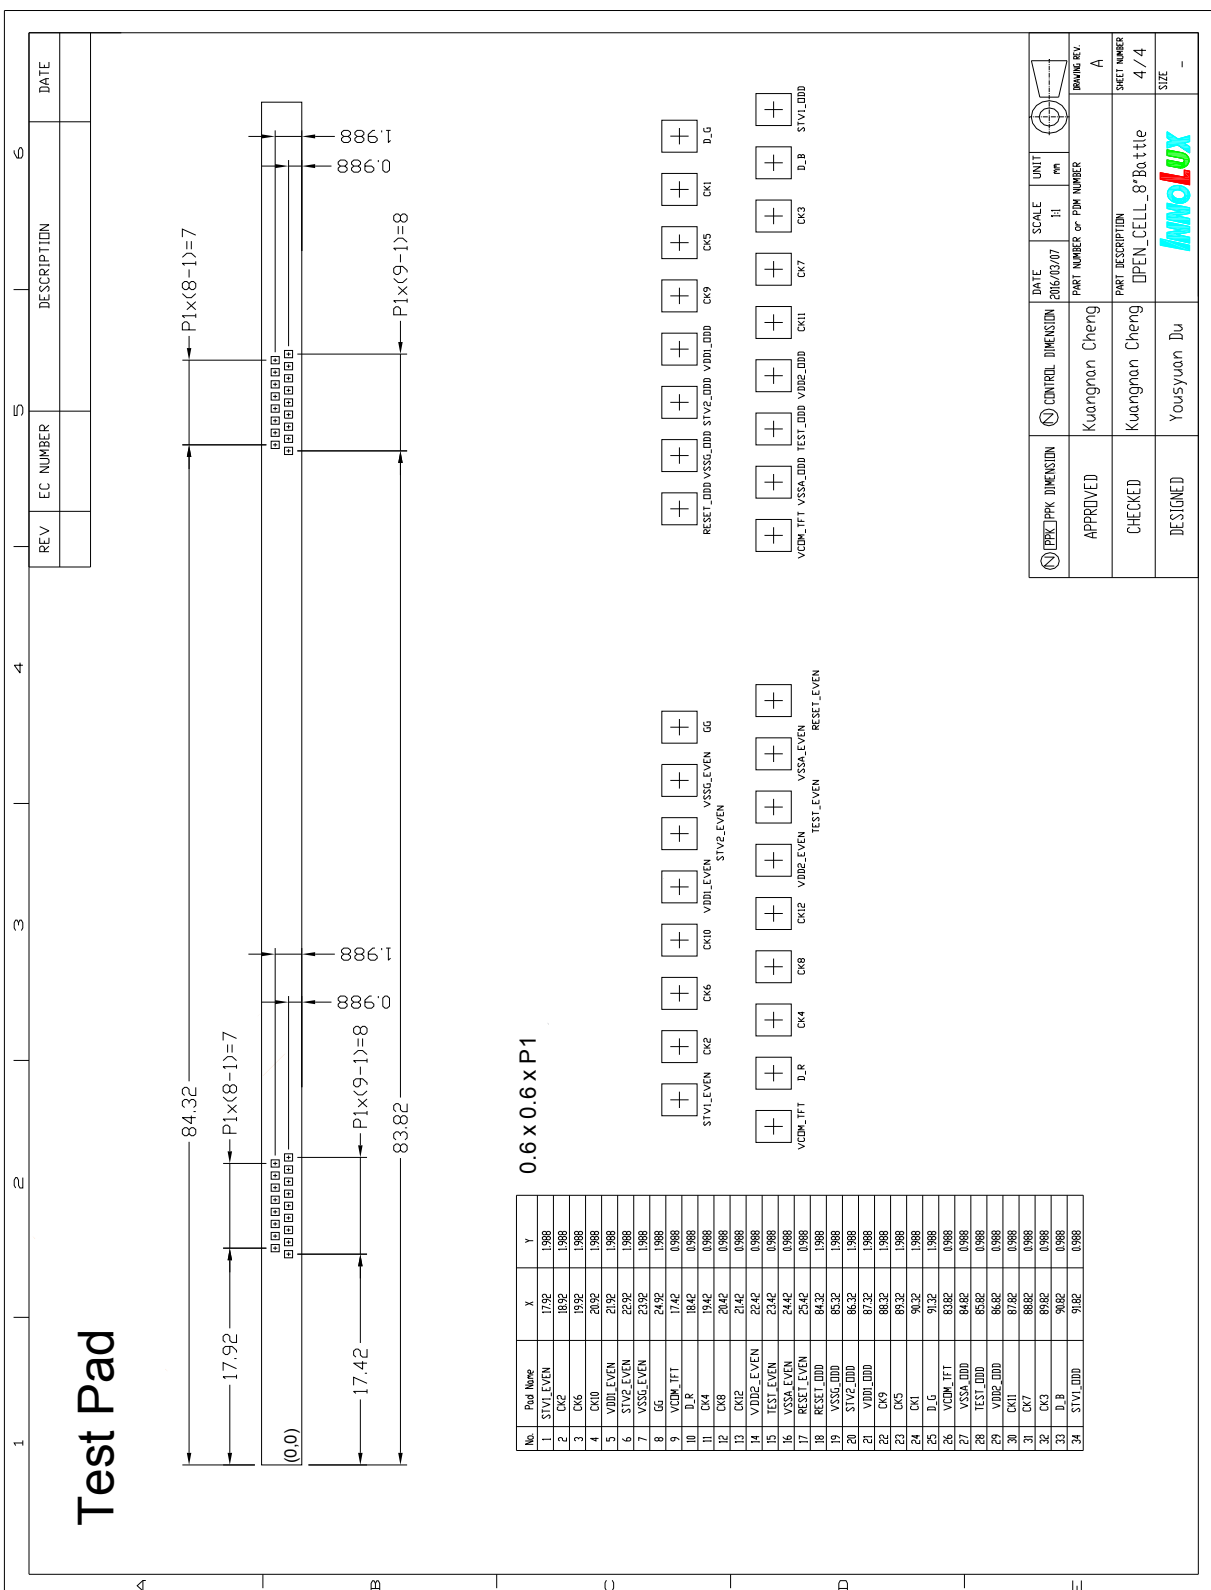 1
2
3
4
5
6
A
B
C
D
E
REV
EC NUMBER
DESCRIPTION
DATE
Test Pad
84.32
P1x(8-1)=7
17.92
P1x(8-1)=7
1.988
1.988
0.988
0.988
(0,0)
17.42
P1x(9-1)=8
P1x(9-1)=8
83.82
0.6 x 0.6 x P1
No. Pad Name X Y
1 STV1_EVEN 17.92 1.988
2 CK2 18.92 1.988
3 CK6 19.92 1.988
4 CK10 20.92 1.988
5 VDD1_EVEN 21.92 1.988
6 STV2_EVEN 22.92 1.988
7 VSSG_EVEN 23.92 1.988
8 GG 24.92 1.988
9 VCOM_TFT 17.42 0.988
10 D_R 18.42 0.988
11 CK4 19.42 0.988
12 CK8 20.42 0.988
13 CK12 21.42 0.988
14 VDD2_EVEN 22.42 0.988
15 TEST_EVEN 23.42 0.988
16 VSSA_EVEN 24.42 0.988
17 RESET_EVEN 25.42 0.988
18 RESET_ODD 84.32 1.988
19 VSSG_ODD 85.32 1.988
20 STV2_ODD 86.32 1.988
21 VDD1_ODD 87.32 1.988
22 CK9 88.32 1.988
23 CK5 89.32 1.988
24 CK1 90.32 1.988
25 D_G 91.32 1.988
26 VCOM_TFT 83.82 0.988
27 VSSA_ODD 84.82 0.988
28 TEST_ODD 85.82 0.988
29 VDD2_ODD 86.82 0.988
30 CK11 87.82 0.988
31 CK7 88.82 0.988
32 CK3 89.82 0.988
33 D_B 90.82 0.988
34 STV1_ODD 91.82 0.988
STV1_EVEN CK2 CK6 CK10 VDD1_EVEN STV2_EVEN VSSG_EVEN GG
RESET_ODD VSSG_ODD STV2_ODD VDD1_ODD CK9 CK5 CK1 D_G
VCOM_TFT D_R CK4 CK8 CK12 VDD2_EVEN TEST_EVEN VSSA_EVEN RESET_EVEN
VCOM_TFT VSSA_ODD TEST_ODD VDD2_ODD CK11 CK7 CK3 D_B STV1_ODD
N PPK PPK DIMENSION
N CONTROL DIMENSION
DATE
2016/03/07
SCALE
1:1
UNIT
mm
APPROVED
Kuangnan Cheng
PART NUMBER or PDM NUMBER
DRAWING REV.
A
CHECKED
Kuangnan Cheng
PART DESCRIPTION
OPEN_CELL_8"Battle
SHEET NUMBER
4/4
DESIGNED
Yousyuan Du
INNOLUX
SIZE
-